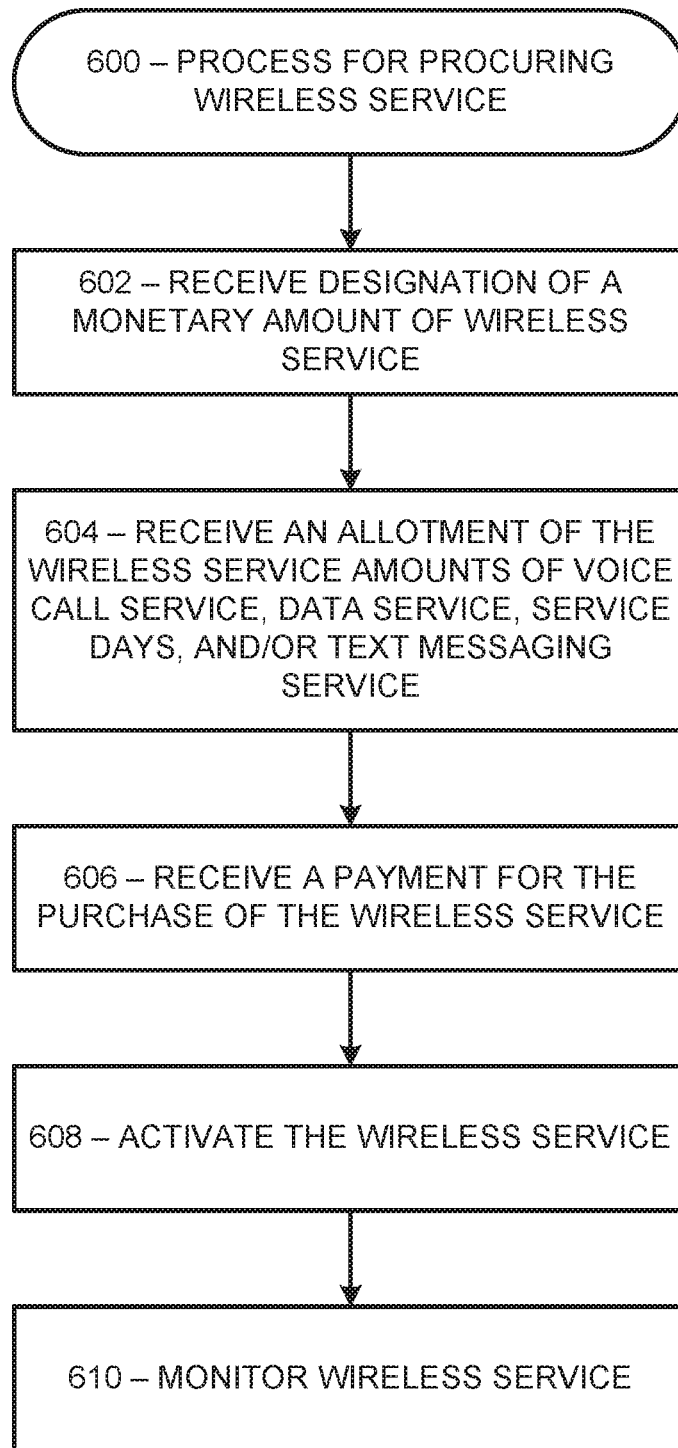 600 – PROCESS FOR PROCURING
WIRELESS SERVICE
602 – RECEIVE DESIGNATION OF A
MONETARY AMOUNT OF WIRELESS
SERVICE
604 – RECEIVE AN ALLOTMENT OF THE
WIRELESS SERVICE AMOUNTS OF VOICE
CALL SERVICE, DATA SERVICE, SERVICE
DAYS, AND/OR TEXT MESSAGING
SERVICE
606 – RECEIVE A PAYMENT FOR THE
PURCHASE OF THE WIRELESS SERVICE
608 – ACTIVATE THE WIRELESS SERVICE
610 – MONITOR WIRELESS SERVICE